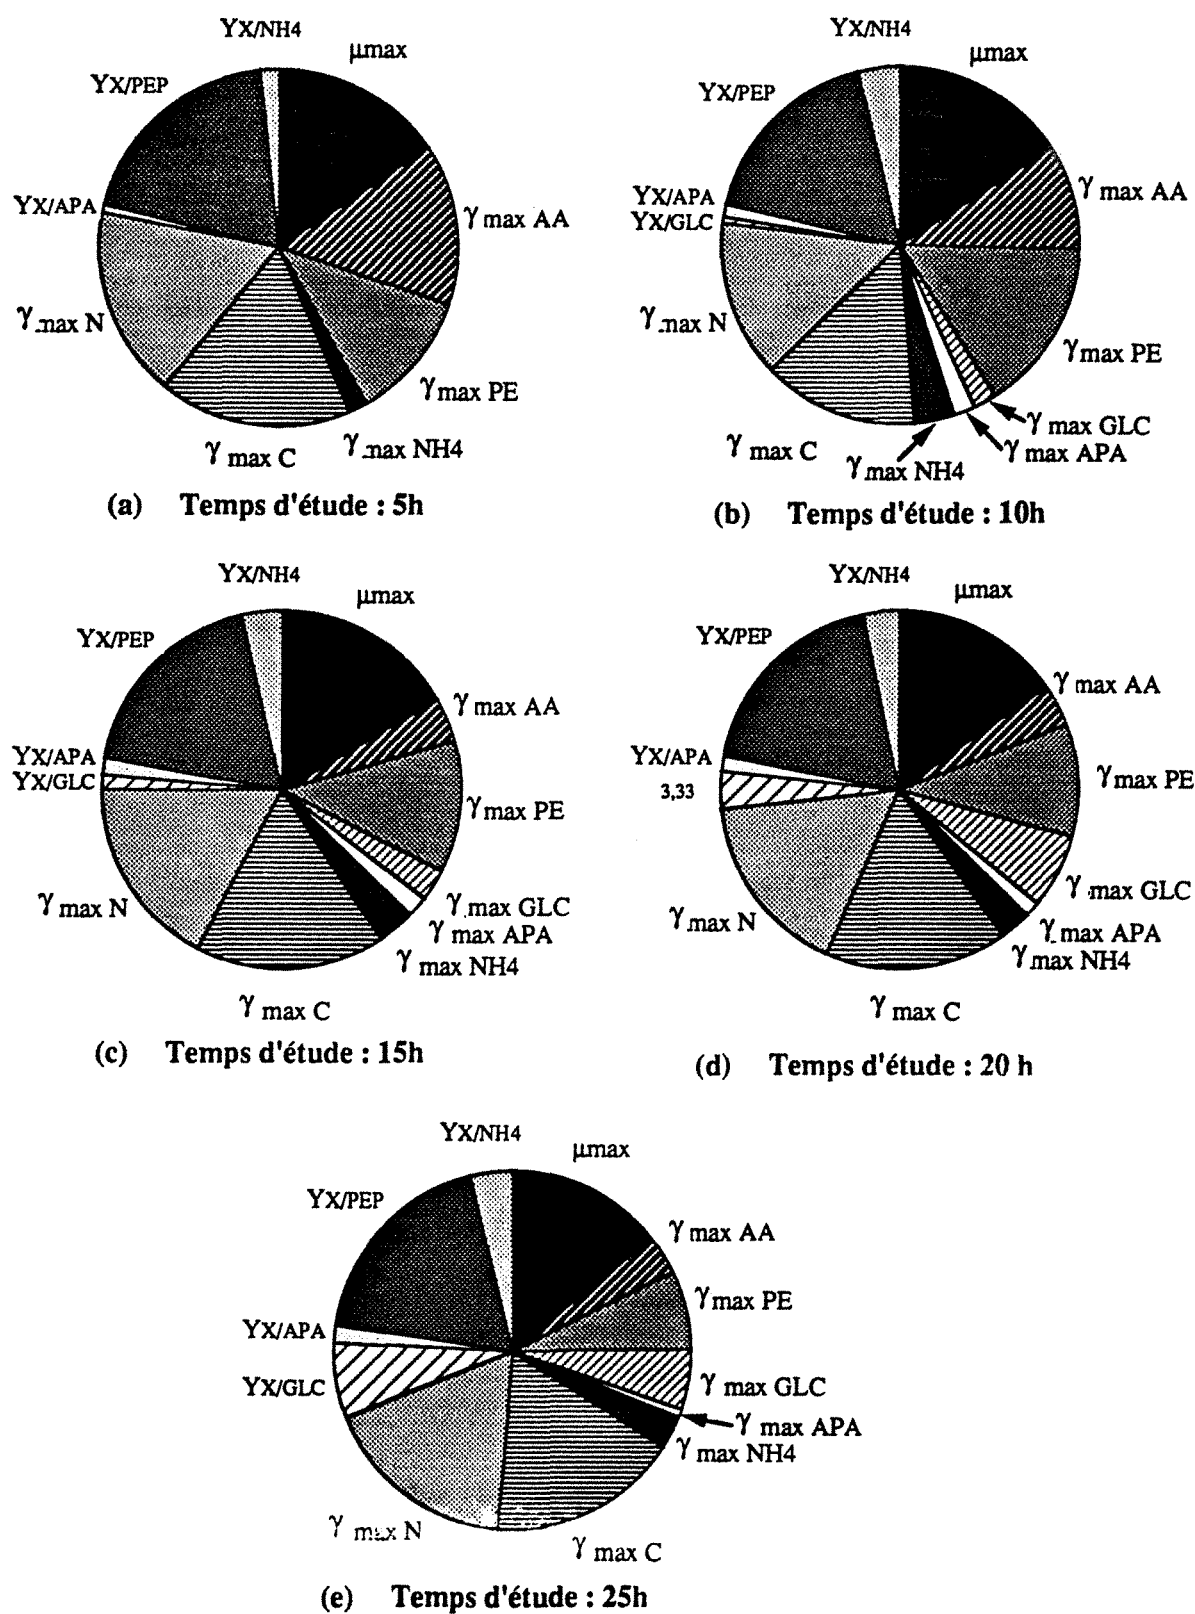 YX/NH4
μmax
YX/PEP
γ max AA
YX/APA
γ max N
γ max PE
γ max NH4
γ max C
(a) Temps d'étude : 5h
YX/NH4
μmax
YX/PEP
γ max AA
YX/APA
YX/GLC
γ max N
γ max PE
γ max GLC
γ max APA
γ max C
γ max NH4
(b) Temps d'étude : 10h
YX/NH4
μmax
YX/PEP
γ max AA
YX/APA
YX/GLC
γ max PE
γ max N
γ max GLC
γ max APA
γ max NH4
γ max C
(c) Temps d'étude : 15h
YX/NH4
μmax
YX/PEP
γ max AA
YX/APA
3,33
γ max PE
γ max GLC
γ max N
γ max APA
γ max NH4
γ max C
(d) Temps d'étude : 20 h
YX/NH4
μmax
YX/PEP
γ max AA
γ max PE
YX/APA
YX/GLC
γ max GLC
γ max APA
γ max NH4
γ max N
γ max C
(e) Temps d'étude : 25h